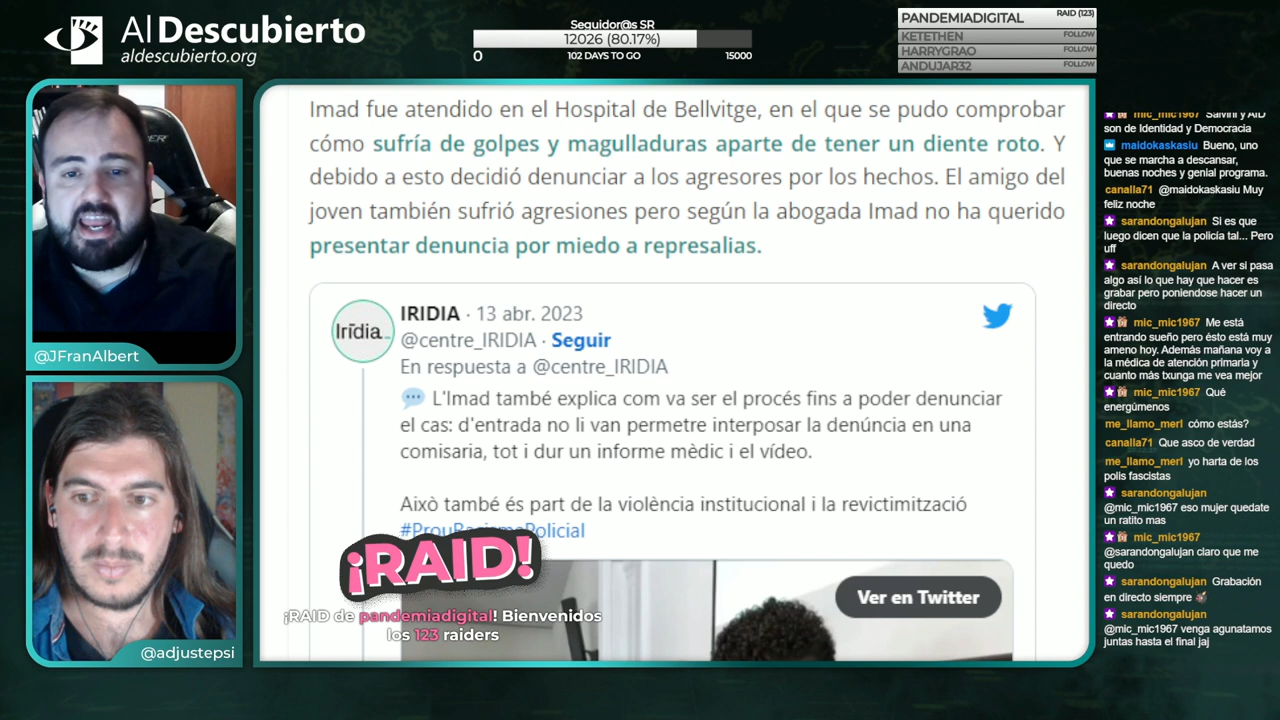 Al Descubierto
aldescubierto.org
Seguidor@s SR
12026 (80.17%)
0
102 DAYS TO GO
15000
PANDEMIADIGITAL
RAID (123)
KETETHEN
FOLLOW
HARRYGRAO
FOLLOW
ANDUJAR32
FOLLOW
@JFranAlbert
@adjustepsi
Imad fue atendido en el Hospital de Bellvitge, en el que se pudo comprobar
cómo sufría de golpes y magulladuras aparte de tener un diente roto. Y
debido a esto decidió denunciar a los agresores por los hechos. El amigo del
joven también sufrió agresiones pero según la abogada Imad no ha querido
presentar denuncia por miedo a represalias.
Irídia
IRIDIA · 13 abr. 2023
@centre_IRIDIA · Seguir
En respuesta a @centre_IRIDIA
L'Imad també explica com va ser el procés fins a poder denunciar
el cas: d'entrada no li van permetre interposar la denúncia en una
comisaria, tot i dur un informe mèdic i el vídeo.
Això també és part de la violència institucional i la revictimització
#ProuRacismePolicial
¡RAID!
¡RAID de pandemiadigital! Bienvenidos
los 123 raiders
Ver en Twitter
mic_mic1967 Salvini y AfD
son de Identidad y Democracia
maidokaskasiu Bueno, uno
que se marcha a descansar,
buenas noches y genial programa.
canalla71 @maidokaskasiu Muy
feliz noche
sarandongalujan Si es que
luego dicen que la policía tal... Pero
uff
sarandongalujan A ver si pasa
algo así lo que hay que hacer es
grabar pero poniendose hacer un
directo
mic_mic1967 Me está
entrando sueño pero ésto está muy
ameno hoy. Además mañana voy a
la médica de atención primaria y
cuanto más txunga me vea mejor
mic_mic1967 Qué
energúmenos
me_llamo_merl cómo estás?
canalla71 Que asco de verdad
me_llamo_merl yo harta de los
polis fascistas
sarandongalujan
@mic_mic1967 eso mujer quedate
un ratito mas
mic_mic1967
@sarandongalujan claro que me
quedo
sarandongalujan Grabación
en directo siempre
sarandongalujan
@mic_mic1967 venga agunatamos
juntas hasta el final jaj